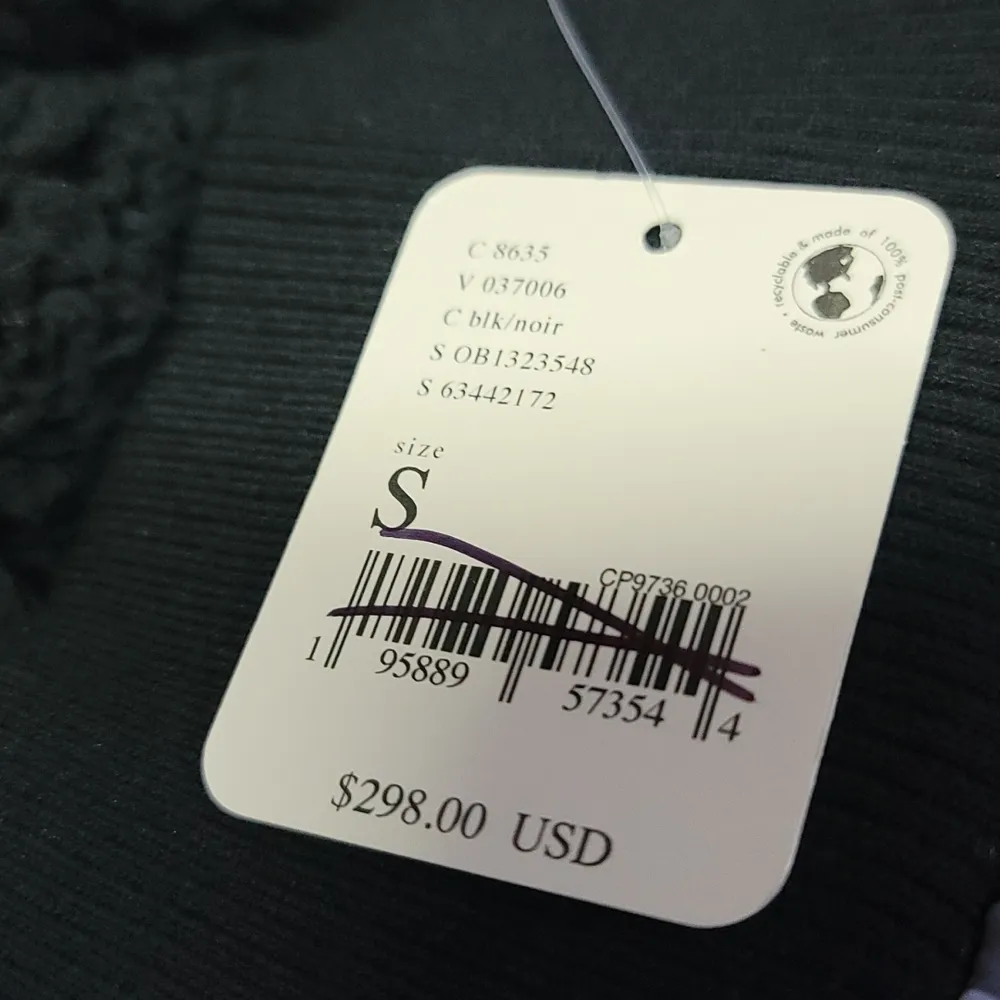 C 8635
V 037006
C blk/noir
S OB1323548
S 63442172
recyclable & made of 100% post-consumer waste •
size
S
CP9736 0002
1 95889 57354 4
$298.00 USD